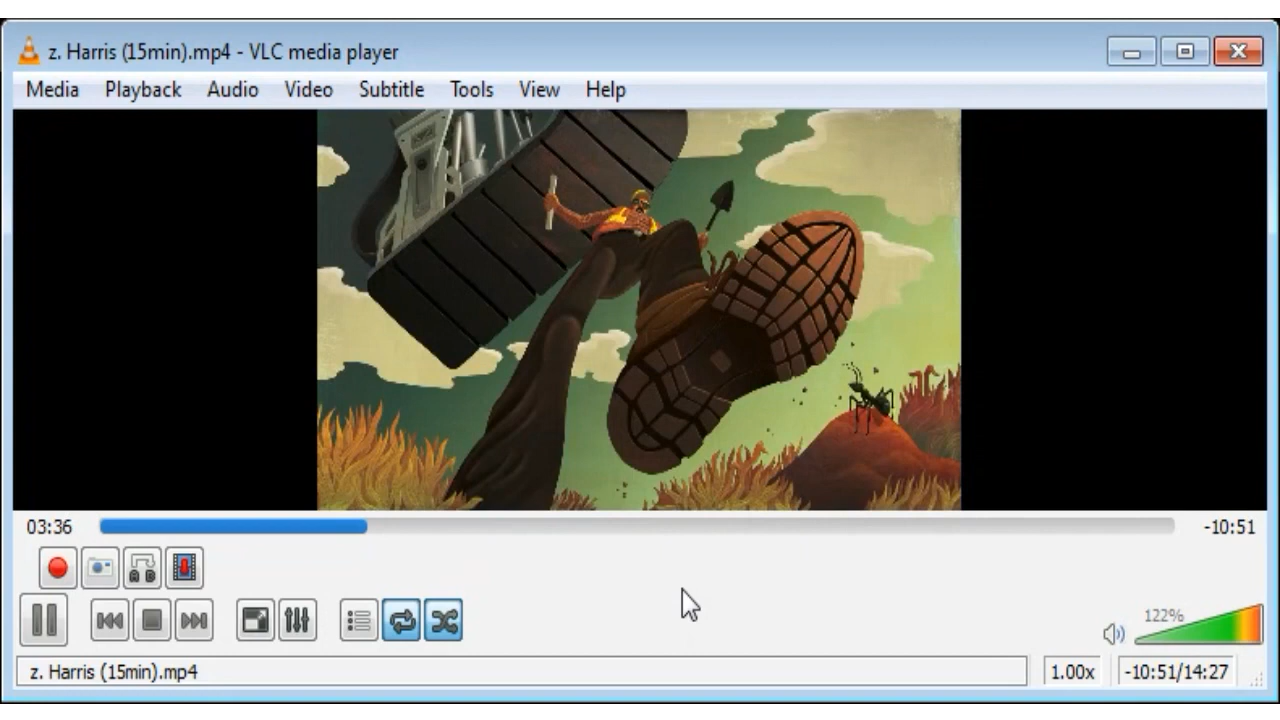 z. Harris (15min).mp4 - VLC media player
Media Playback Audio Video Subtitle Tools View Help
03:36 -10:51
A B
122%
z. Harris (15min).mp4 1.00x -10:51/14:27